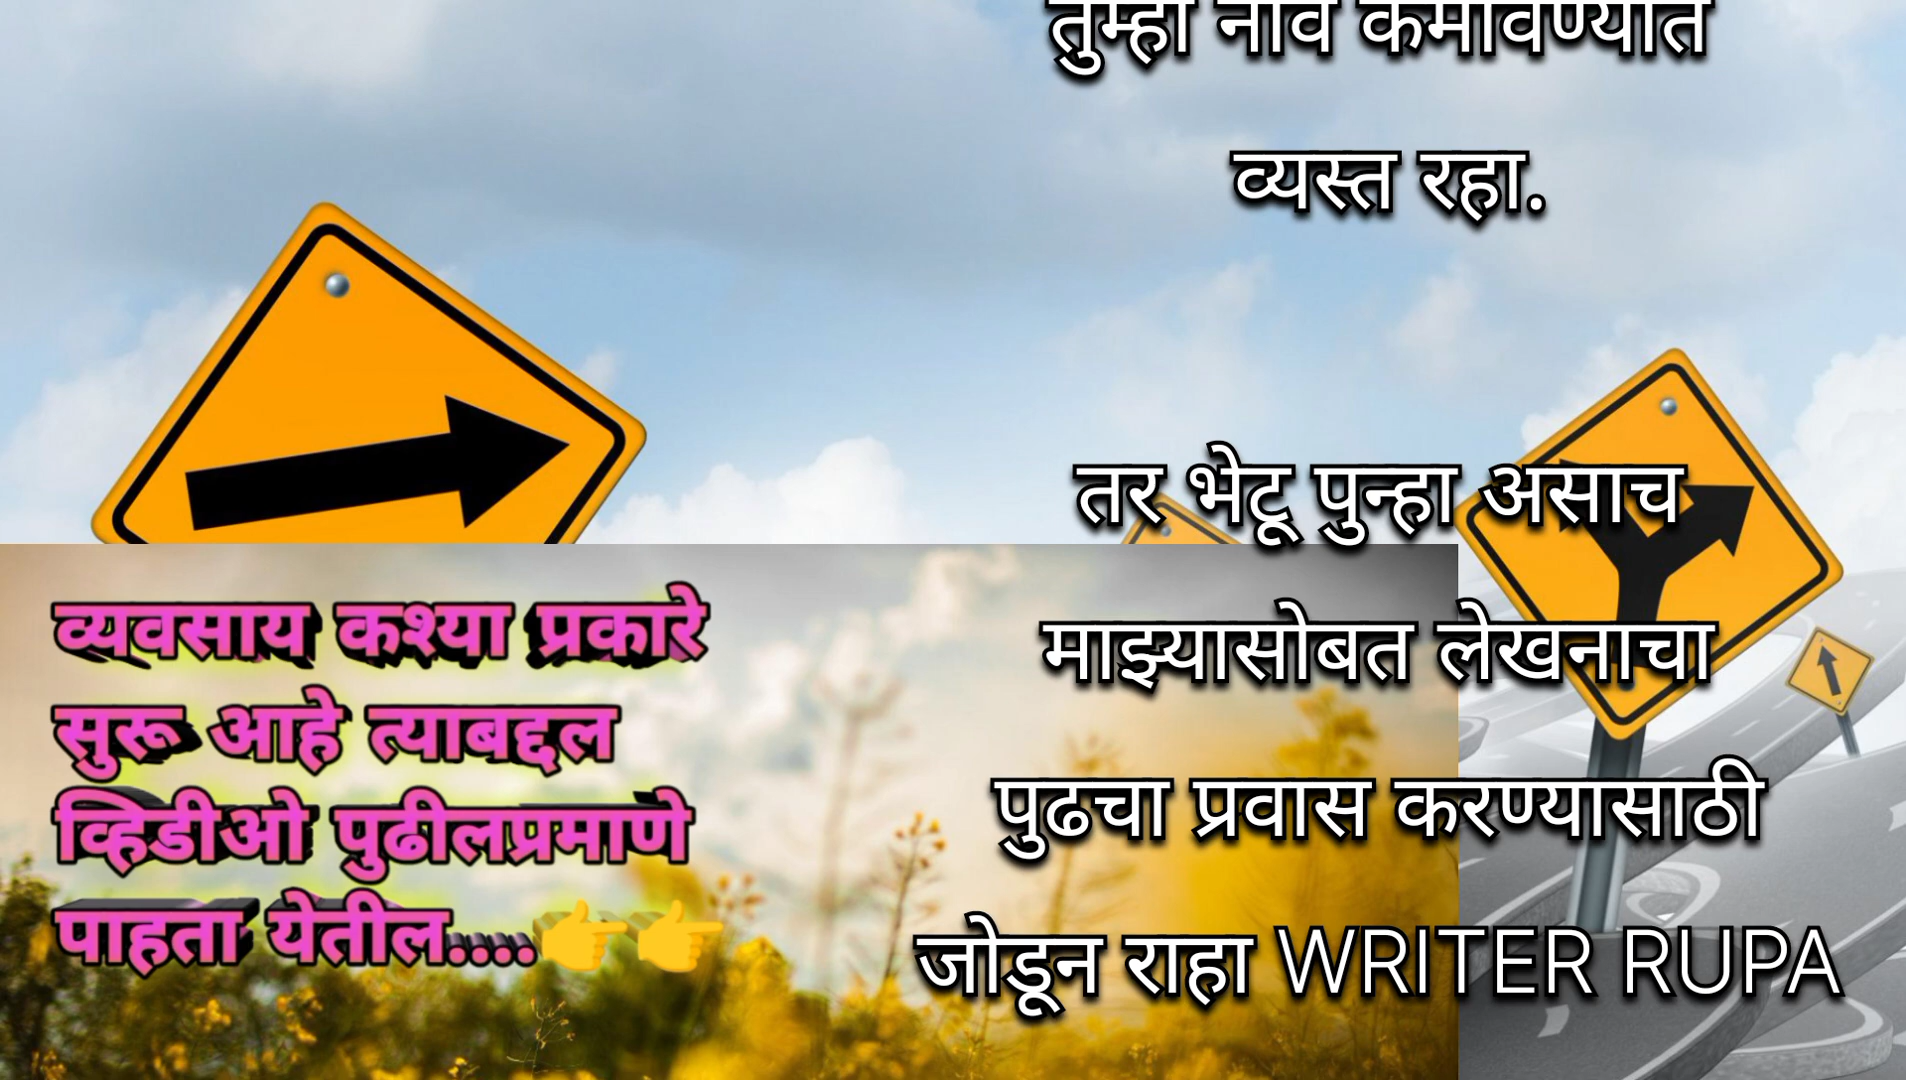 तुम्ही नाव कमावण्यात
व्यस्त रहा.
तर भेटू पुन्हा असाच
माझ्यासोबत लेखनाचा
पुढचा प्रवास करण्यासाठी
जोडून राहा WRITER RUPA
व्यवसाय कश्या प्रकारे
सुरू आहे त्याबद्दल
व्हिडीओ पुढीलप्रमाणे
पाहता येतील....👉👉